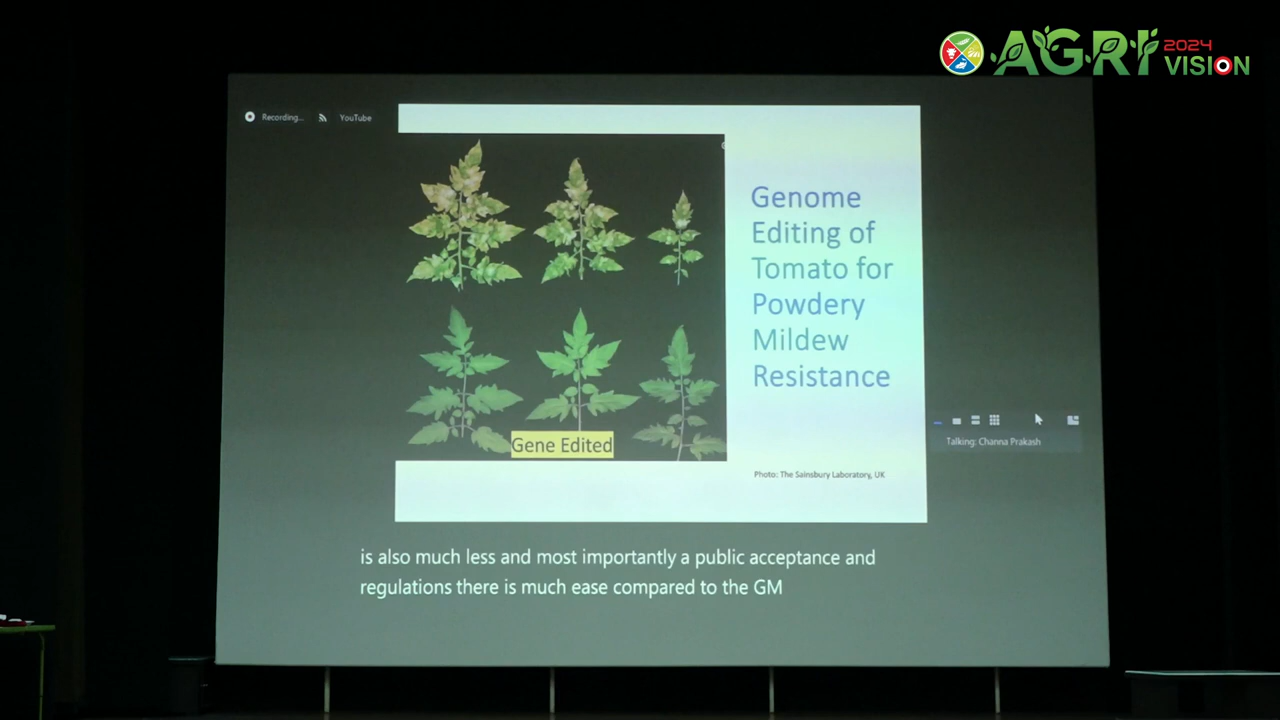 AGRI 2024 VISION
Recording... YouTube
Genome
Editing of
Tomato for
Powdery
Mildew
Resistance
Gene Edited
Talking: Channa Prakash
Photo: The Sainsbury Laboratory, UK
is also much less and most importantly a public acceptance and
regulations there is much ease compared to the GM